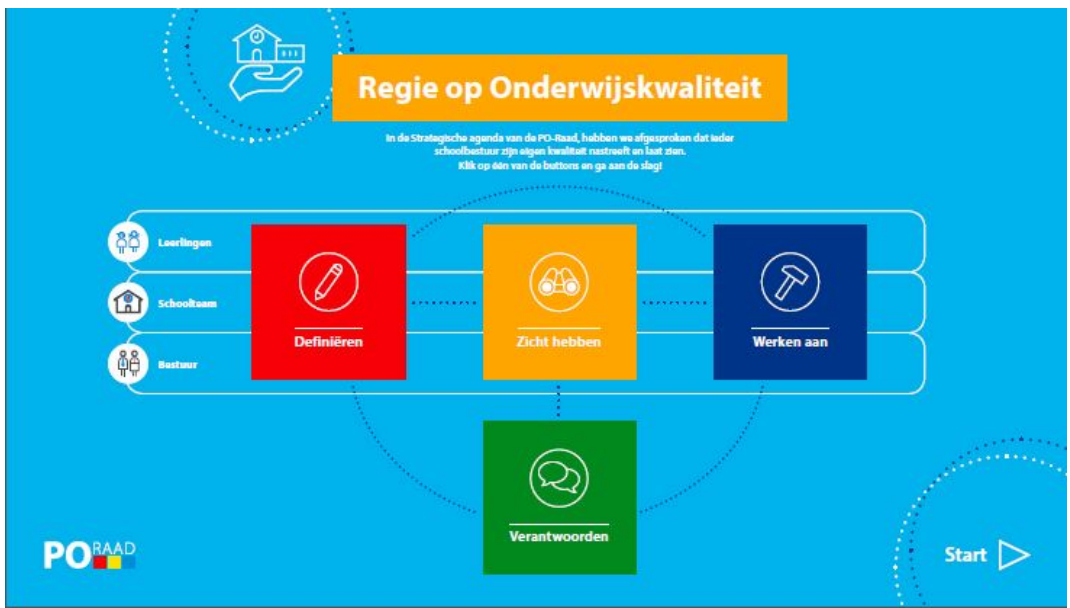 Regie op Onderwijskwaliteit
In de Strategische agenda van de PO-Raad, hebben we afgesproken dat ieder
schoolbestuur zijn eigen kwaliteit nastreeft en laat zien.
Klik op één van de buttons en ga aan de slag!
Leerlingen
Schoolteam
Bestuur
Definiëren
Zicht hebben
Werken aan
Verantwoorden
PO RAAD
Start